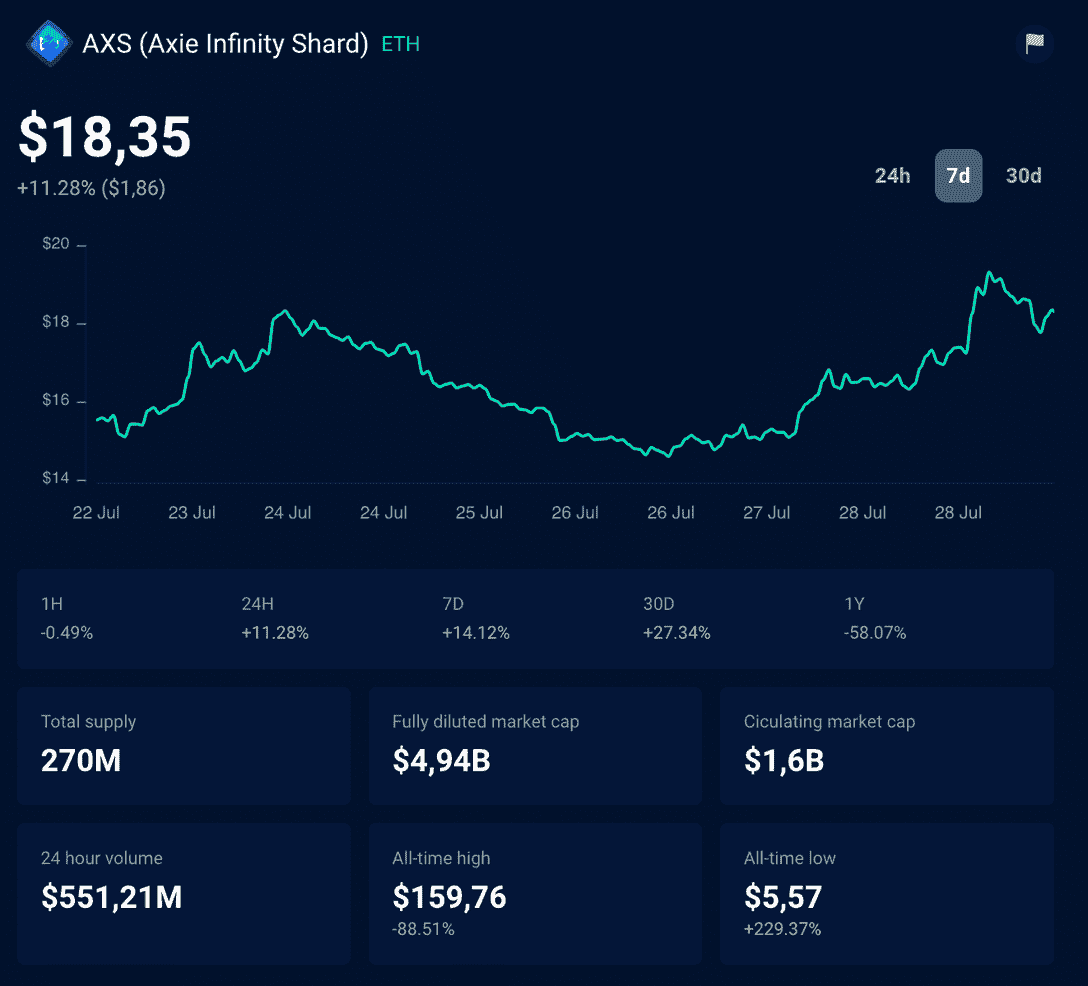 AXS (Axie Infinity Shard) ETH
$18,35
+11.28% ($1,86)
24h 7d 30d
$20
$18
$16
$14
22 Jul 23 Jul 24 Jul 24 Jul 25 Jul 26 Jul 26 Jul 27 Jul 28 Jul 28 Jul
1H 24H 7D 30D 1Y
-0.49% +11.28% +14.12% +27.34% -58.07%
Total supply
270M
Fully diluted market cap
$4,94B
Ciculating market cap
$1,6B
24 hour volume
$551,21M
All-time high
$159,76
-88.51%
All-time low
$5,57
+229.37%